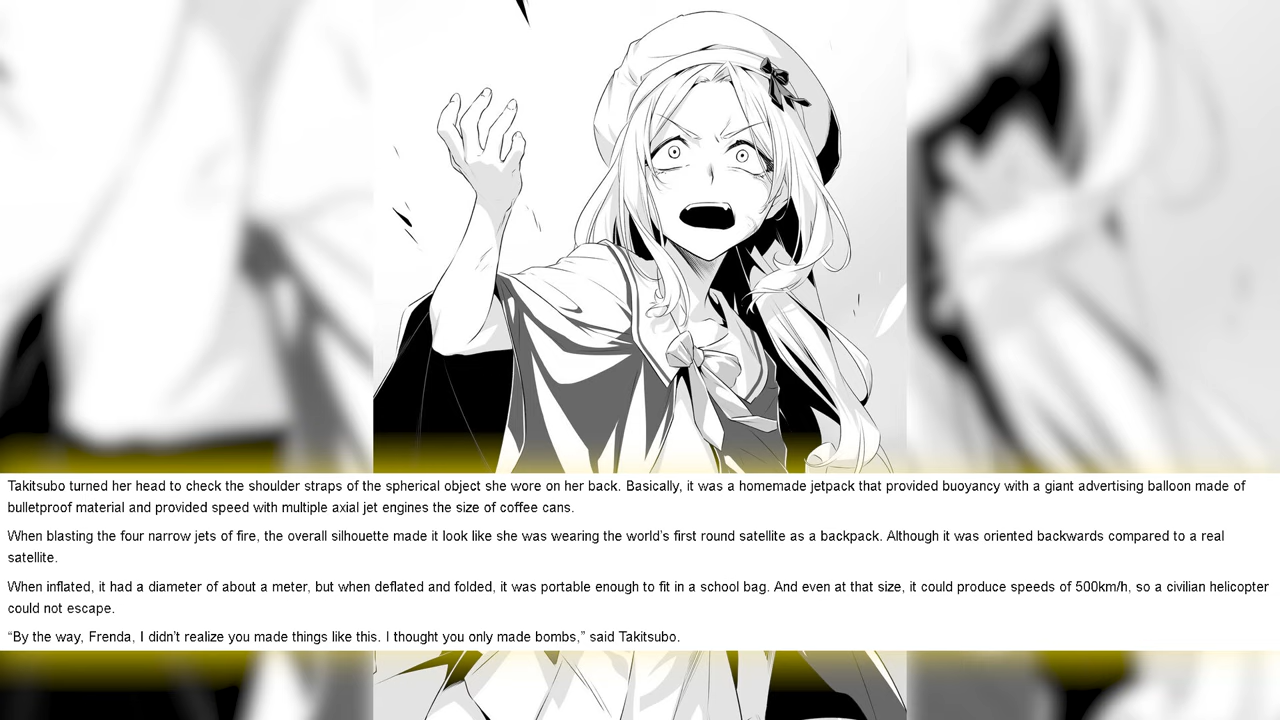 Takitsubo turned her head to check the shoulder straps of the spherical object she wore on her back. Basically, it was a homemade jetpack that provided buoyancy with a giant advertising balloon made of
bulletproof material and provided speed with multiple axial jet engines the size of coffee cans.
When blasting the four narrow jets of fire, the overall silhouette made it look like she was wearing the world’s first round satellite as a backpack. Although it was oriented backwards compared to a real
satellite.
When inflated, it had a diameter of about a meter, but when deflated and folded, it was portable enough to fit in a school bag. And even at that size, it could produce speeds of 500km/h, so a civilian helicopter
could not escape.
“By the way, Frenda, I didn’t realize you made things like this. I thought you only made bombs,” said Takitsubo.